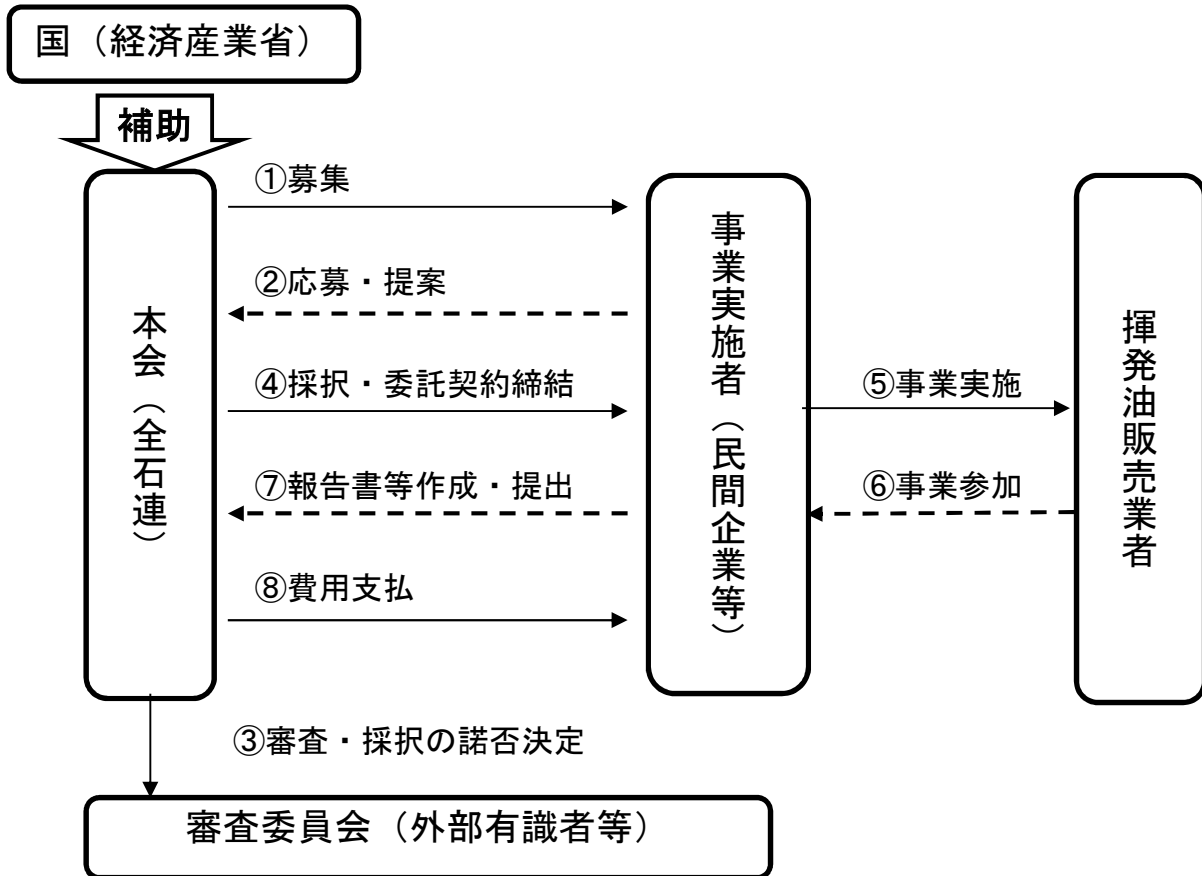 国（経済産業省）
補助
①募集
②応募・提案
④採択・委託契約締結
⑦報告書等作成・提出
⑧費用支払
本会（全石連）
事業実施者（民間企業等）
⑤事業実施
⑥事業参加
揮発油販売業者
③審査・採択の諾否決定
審査委員会（外部有識者等）